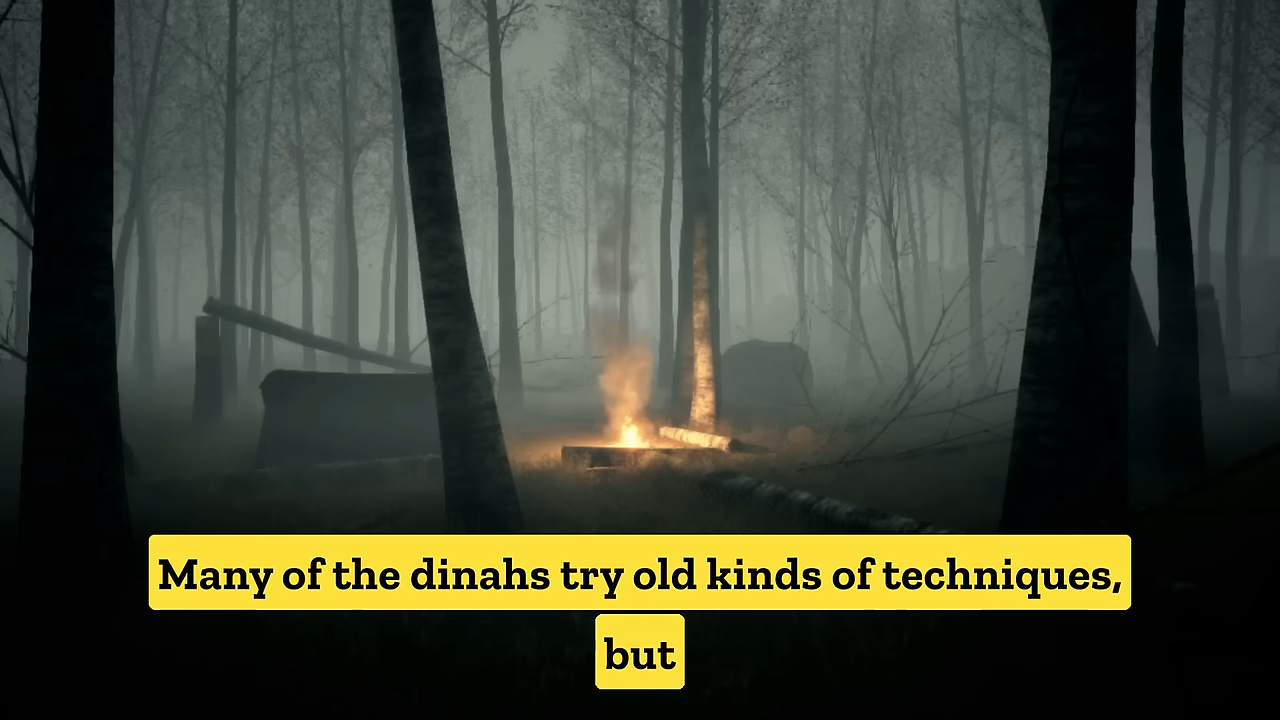 Many of the dinahs try old kinds of techniques,
but